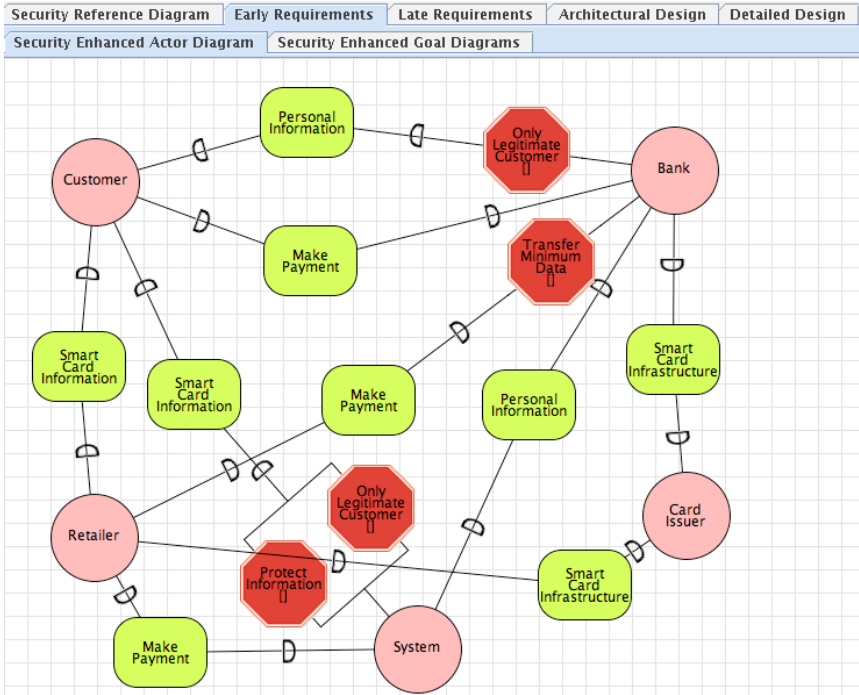 Security Reference Diagram
Early Requirements
Late Requirements
Architectural Design
Detailed Design
Security Enhanced Actor Diagram
Security Enhanced Goal Diagrams
Personal
Information
Only
Legitimate
Customer
[]
Bank
Customer
Make
Payment
Transfer
Minimum
Data
[]
Smart
Card
Information
Smart
Card
Information
Make
Payment
Personal
Information
Smart
Card
Infrastructure
Only
Legitimate
Customer
[]
Card
Issuer
Retailer
Protect
Information
[]
Smart
Card
Infrastructure
Make
Payment
System